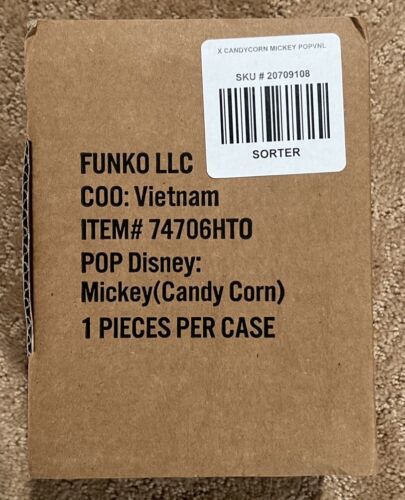 X CANDYCORN MICKEY POPVNL
SKU # 20709108
SORTER
FUNKO LLC
COO: Vietnam
ITEM# 74706HTO
POP Disney:
Mickey(Candy Corn)
1 PIECES PER CASE